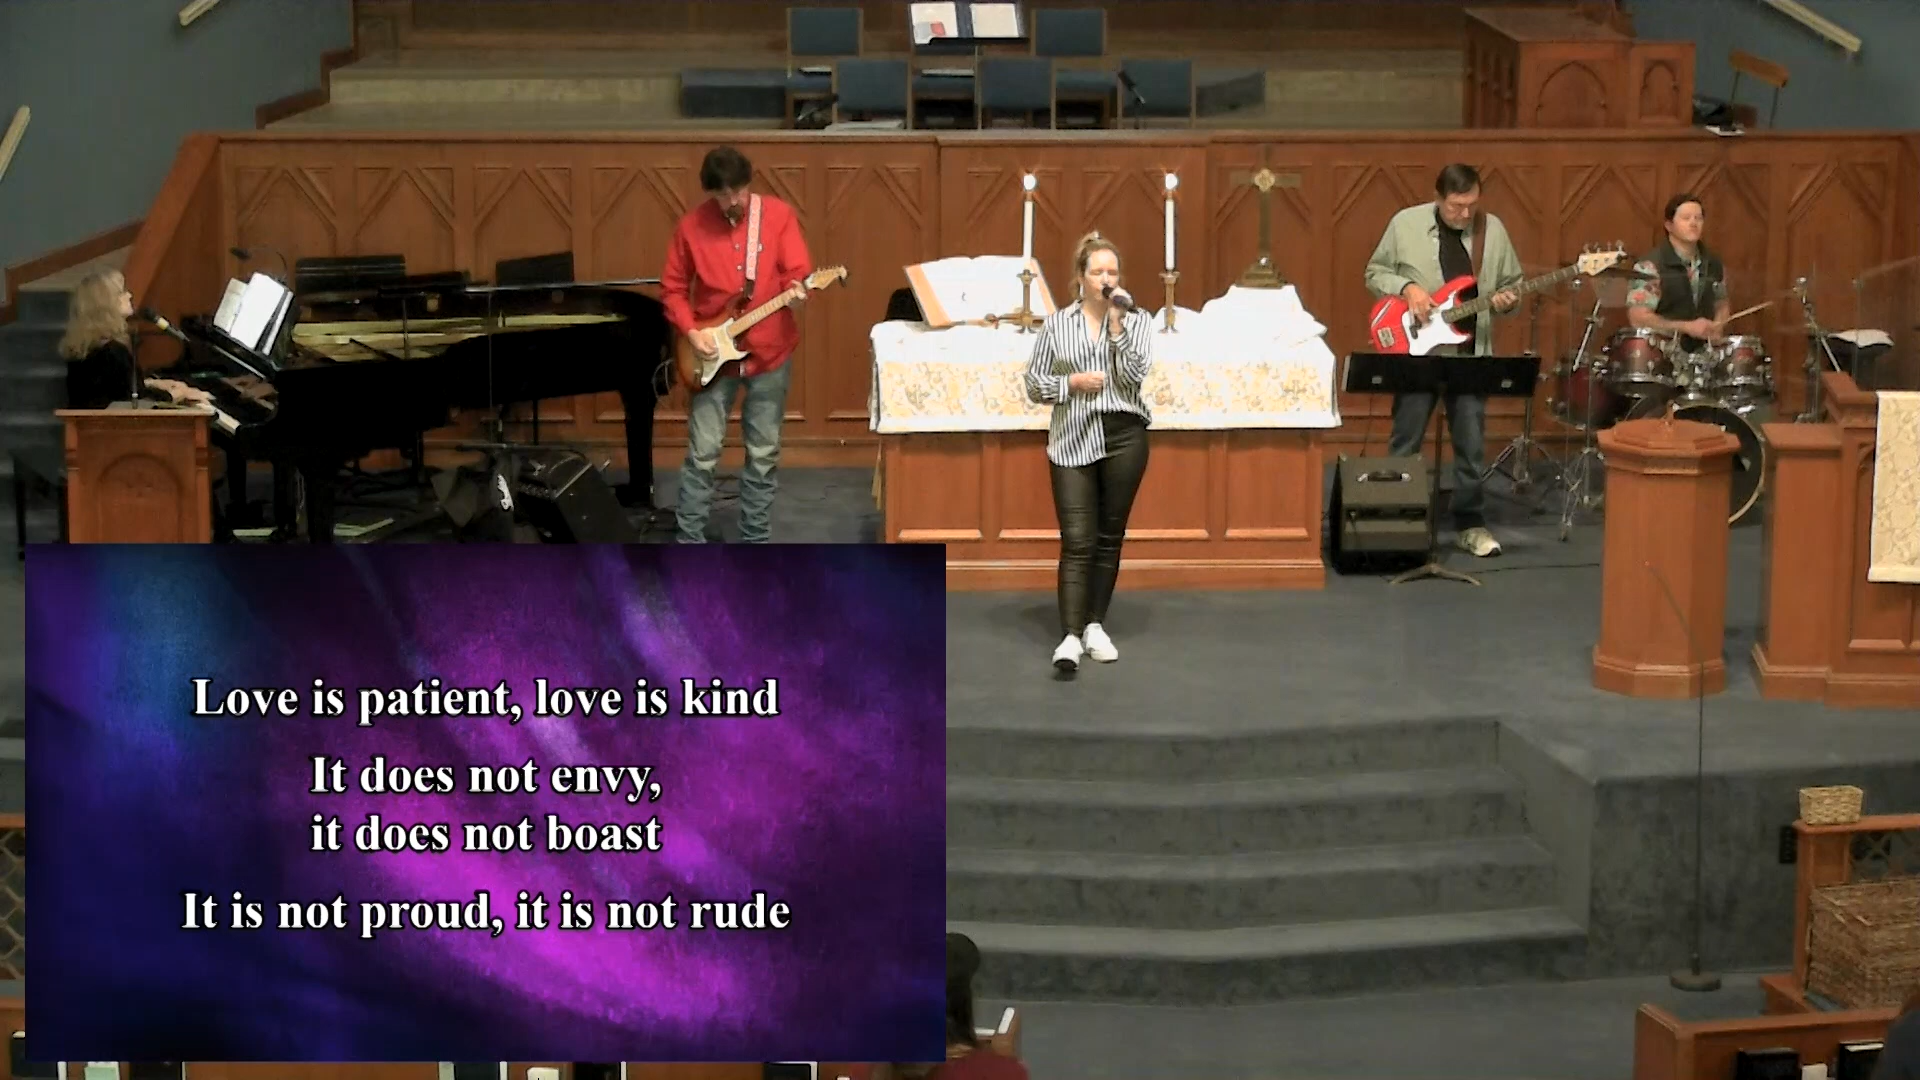 Love is patient, love is kind
It does not envy,
it does not boast
It is not proud, it is not rude